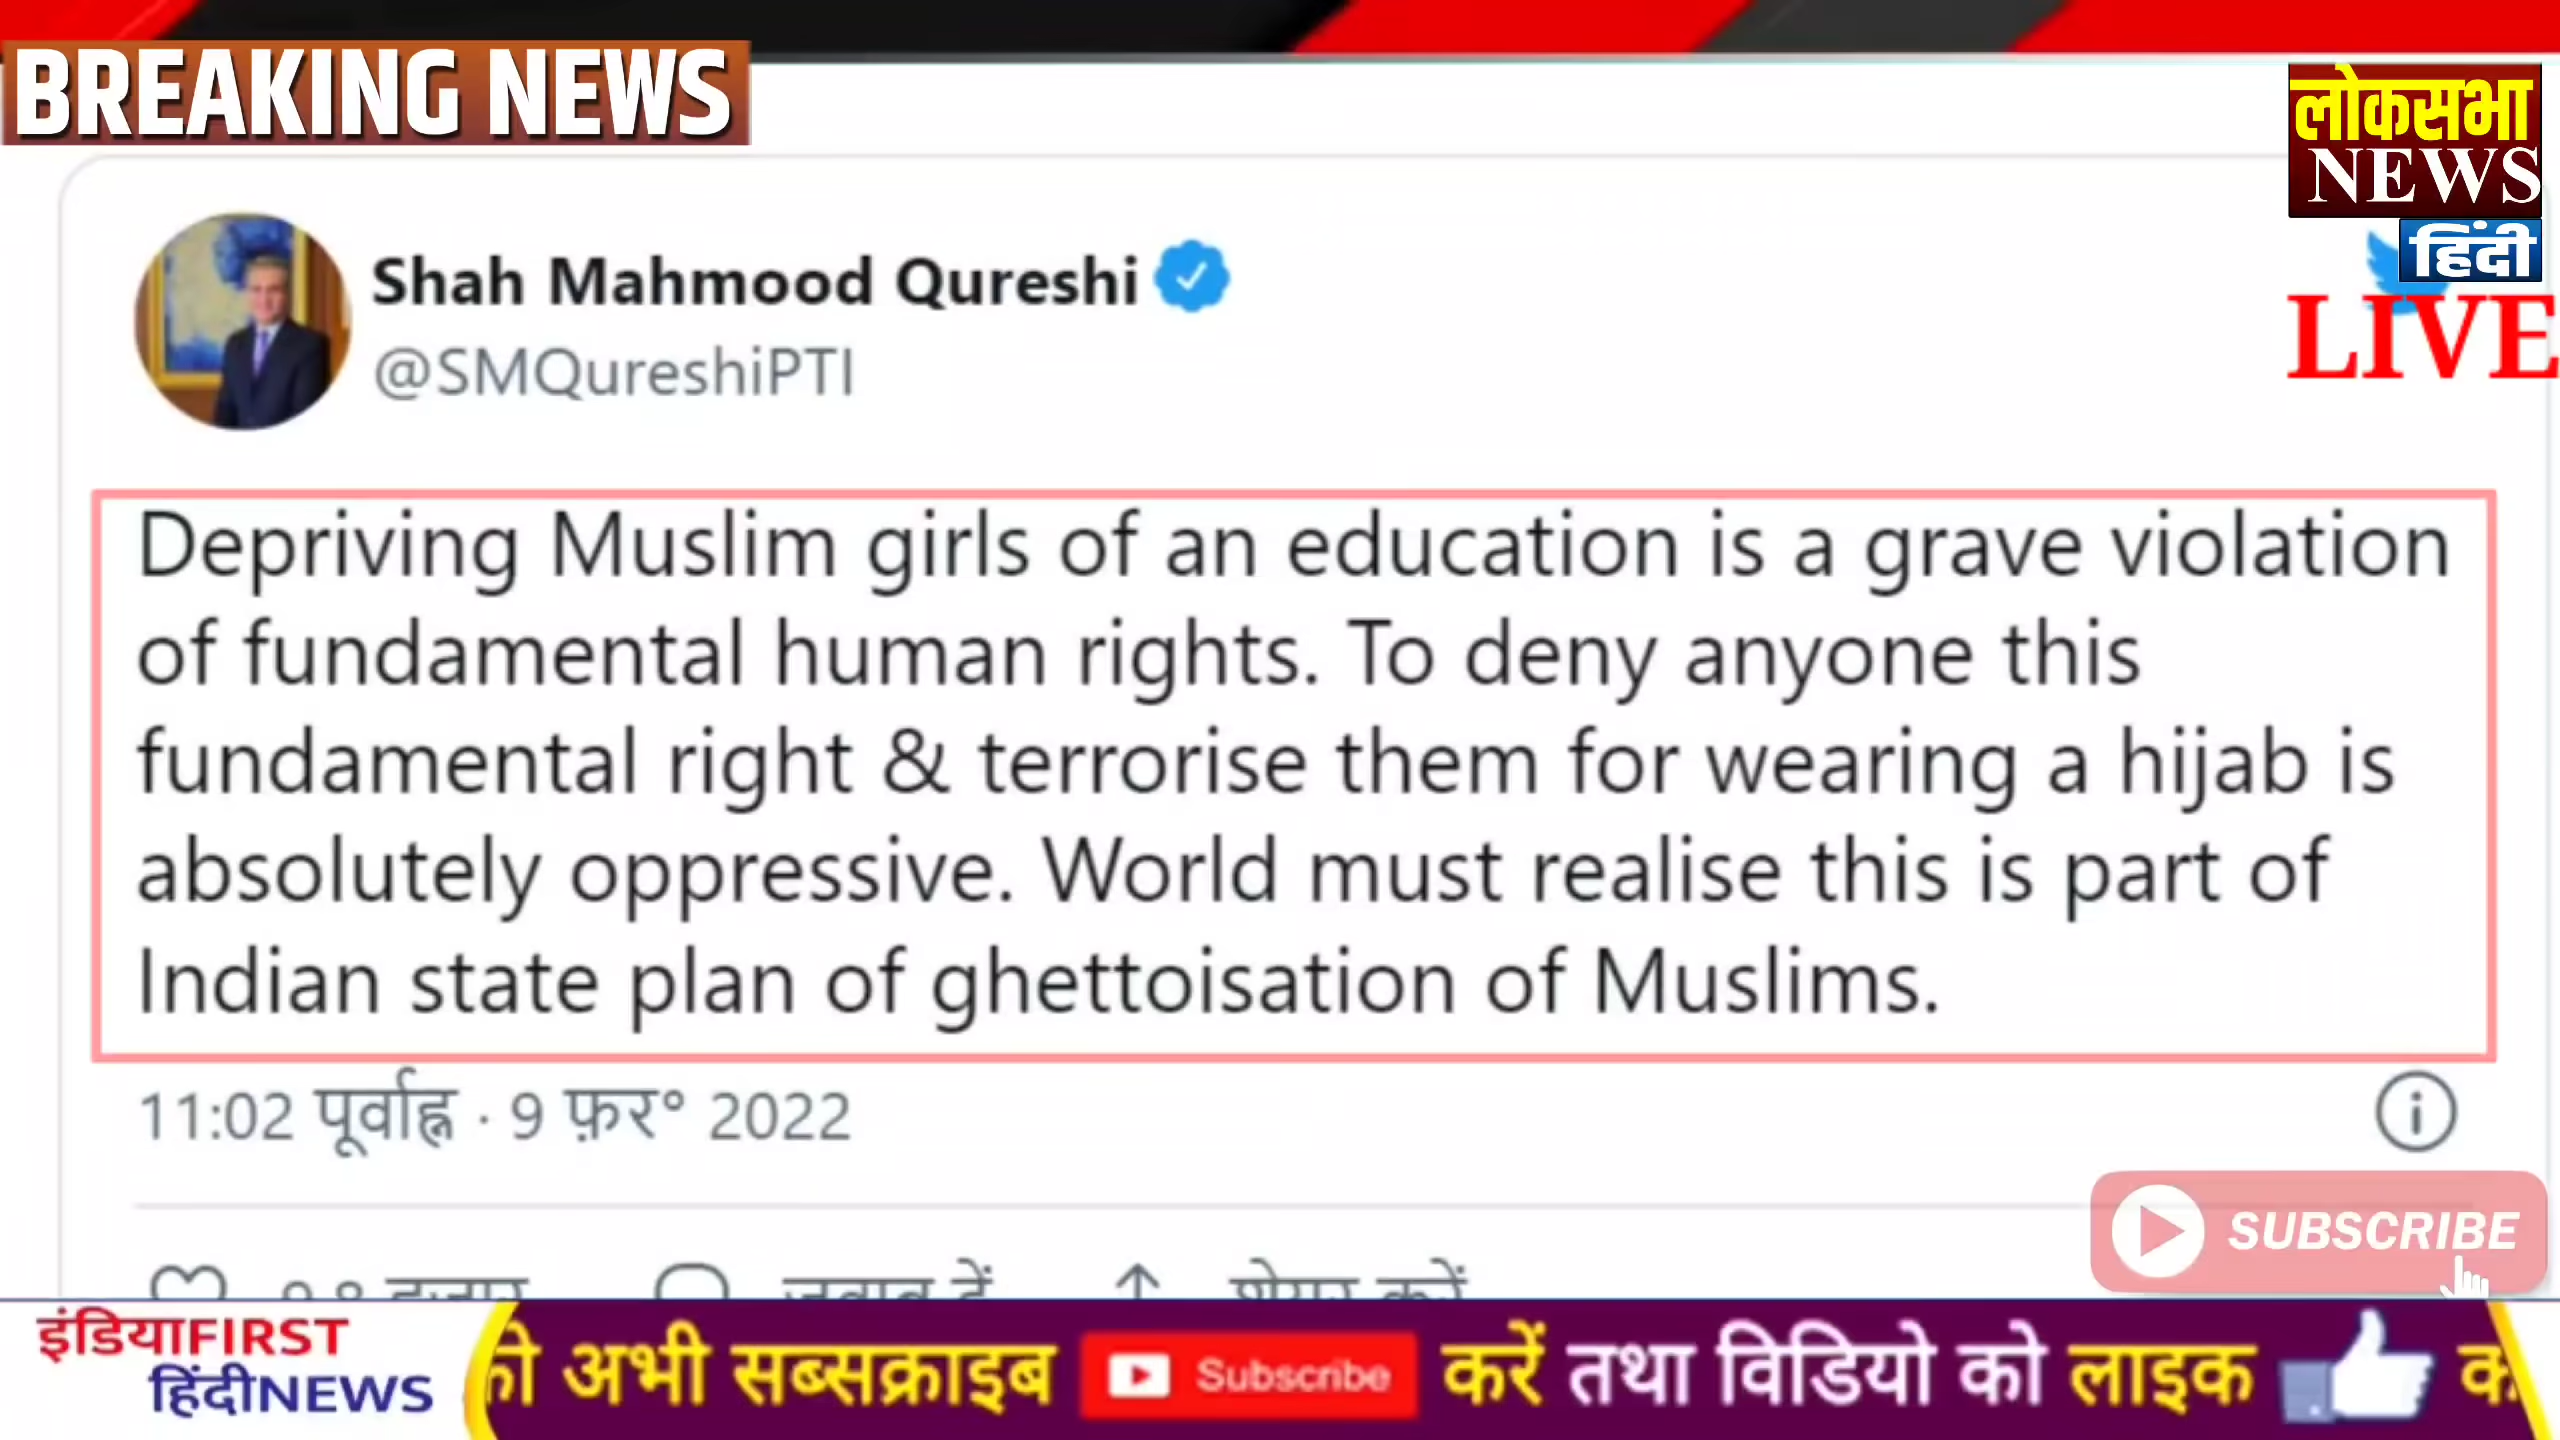 BREAKING NEWS
लोकसभा
NEWS
हिंदी
LIVE
Shah Mahmood Qureshi
@SMQureshiPTI
Depriving Muslim girls of an education is a grave violation
of fundamental human rights. To deny anyone this
fundamental right & terrorise them for wearing a hijab is
absolutely oppressive. World must realise this is part of
Indian state plan of ghettoisation of Muslims.
11:02 पूर्वाह्न · 9 फ़र॰ 2022
SUBSCRIBE
जवाब दें
शेयर करें
इंडियाFIRST
हिंदीNEWS
को अभी सब्सक्राइब Subscribe करें तथा विडियो को लाइक